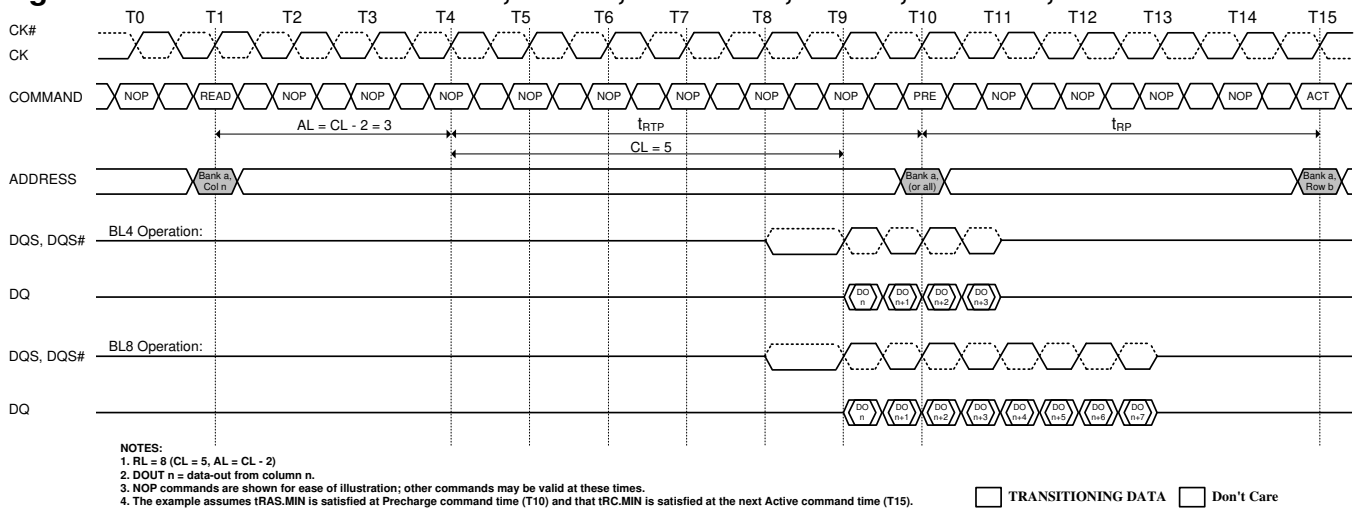 T0 T1 T2 T3 T4 T5 T6 T7 T8 T9 T10 T11 T12 T13 T14 T15
CK#
CK
COMMAND NOP READ NOP NOP NOP NOP NOP NOP NOP NOP PRE NOP NOP NOP NOP ACT
AL = CL - 2 = 3 tRTP tRP
CL = 5
ADDRESS Bank a, Col n Bank a, (or all) Bank a, Row b
BL4 Operation:
DQS, DQS#
DQ DO n DO n+1 DO n+2 DO n+3
BL8 Operation:
DQS, DQS#
DQ DO n DO n+1 DO n+2 DO n+3 DO n+4 DO n+5 DO n+6 DO n+7
NOTES:
1. RL = 8 (CL = 5, AL = CL - 2)
2. DOUT n = data-out from column n.
3. NOP commands are shown for ease of illustration; other commands may be valid at these times.
4. The example assumes tRAS.MIN is satisfied at Precharge command time (T10) and that tRC.MIN is satisfied at the next Active command time (T15).
TRANSITIONING DATA Don't Care